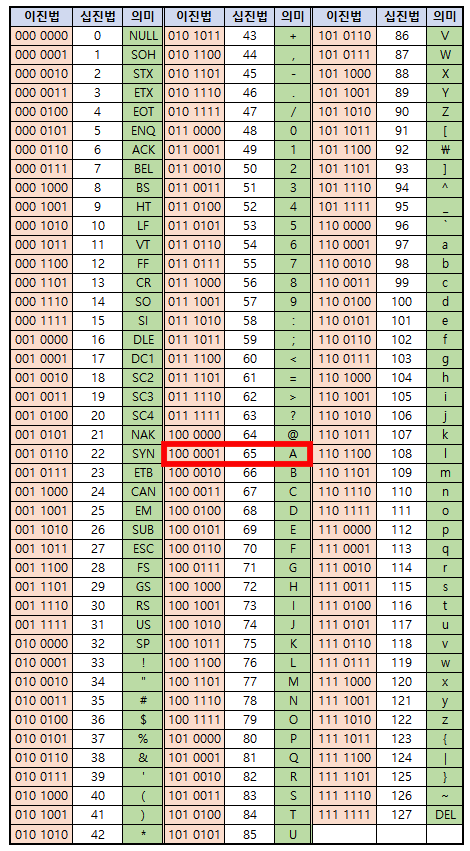 이진법 십진법 의미 이진법 십진법 의미 이진법 십진법 의미
000 0000 0 NULL 010 1011 43 + 101 0110 86 V
000 0001 1 SOH 010 1100 44 , 101 0111 87 W
000 0010 2 STX 010 1101 45 - 101 1000 88 X
000 0011 3 ETX 010 1110 46 . 101 1001 89 Y
000 0100 4 EOT 010 1111 47 / 101 1010 90 Z
000 0101 5 ENQ 011 0000 48 0 101 1011 91 [
000 0110 6 ACK 011 0001 49 1 101 1100 92 ₩
000 0111 7 BEL 011 0010 50 2 101 1101 93 ]
000 1000 8 BS 011 0011 51 3 101 1110 94 ^
000 1001 9 HT 011 0100 52 4 101 1111 95 _
000 1010 10 LF 011 0101 53 5 110 0000 96 `
000 1011 11 VT 011 0110 54 6 110 0001 97 a
000 1100 12 FF 011 0111 55 7 110 0010 98 b
000 1101 13 CR 011 1000 56 8 110 0011 99 c
000 1110 14 SO 011 1001 57 9 110 0100 100 d
000 1111 15 SI 011 1010 58 : 110 0101 101 e
001 0000 16 DLE 011 1011 59 ; 110 0110 102 f
001 0001 17 DC1 011 1100 60 < 110 0111 103 g
001 0010 18 SC2 011 1101 61 = 110 1000 104 h
001 0011 19 SC3 011 1110 62 > 110 1001 105 i
001 0100 20 SC4 011 1111 63 ? 110 1010 106 j
001 0101 21 NAK 100 0000 64 @ 110 1011 107 k
001 0110 22 SYN 100 0001 65 A 110 1100 108 l
001 0111 23 ETB 100 0010 66 B 110 1101 109 m
001 1000 24 CAN 100 0011 67 C 110 1110 110 n
001 1001 25 EM 100 0100 68 D 110 1111 111 o
001 1010 26 SUB 100 0101 69 E 111 0000 112 p
001 1011 27 ESC 100 0110 70 F 111 0001 113 q
001 1100 28 FS 100 0111 71 G 111 0010 114 r
001 1101 29 GS 100 1000 72 H 111 0011 115 s
001 1110 30 RS 100 1001 73 I 111 0100 116 t
001 1111 31 US 100 1010 74 J 111 0101 117 u
010 0000 32 SP 100 1011 75 K 111 0110 118 v
010 0001 33 ! 100 1100 76 L 111 0111 119 w
010 0010 34 " 100 1101 77 M 111 1000 120 x
010 0011 35 # 100 1110 78 N 111 1001 121 y
010 0100 36 $ 100 1111 79 O 111 1010 122 z
010 0101 37 % 101 0000 80 P 111 1011 123 {
010 0110 38 & 101 0001 81 Q 111 1100 124 |
010 0111 39 ' 101 0010 82 R 111 1101 125 }
010 1000 40 ( 101 0011 83 S 111 1110 126 ~
010 1001 41 ) 101 0100 84 T 111 1111 127 DEL
010 1010 42 * 101 0101 85 U